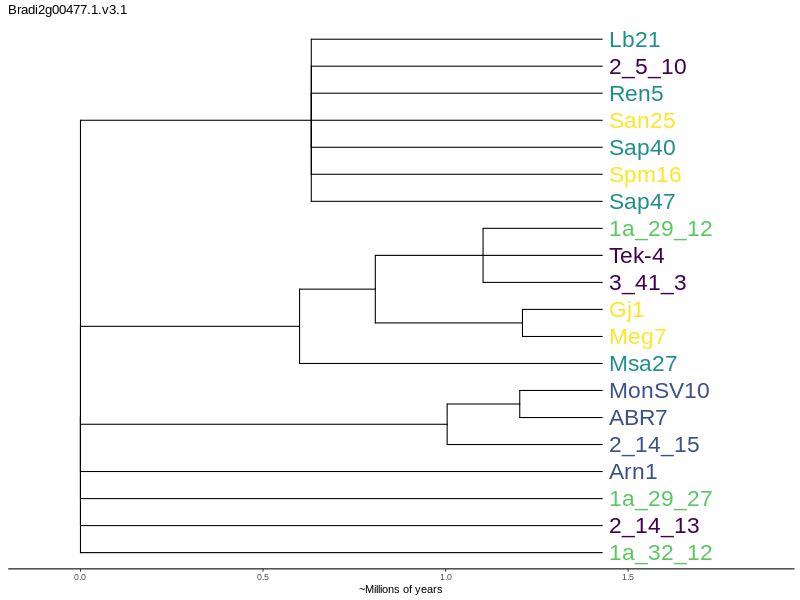 Bradi2g00477.1.v3.1
Lb21
2_5_10
Ren5
San25
Sap40
Spm16
Sap47
1a_29_12
Tek-4
3_41_3
Gj1
Meg7
Msa27
MonSV10
ABR7
2_14_15
Arn1
1a_29_27
2_14_13
1a_32_12
0.0 0.5 1.0 1.5
~Millions of years